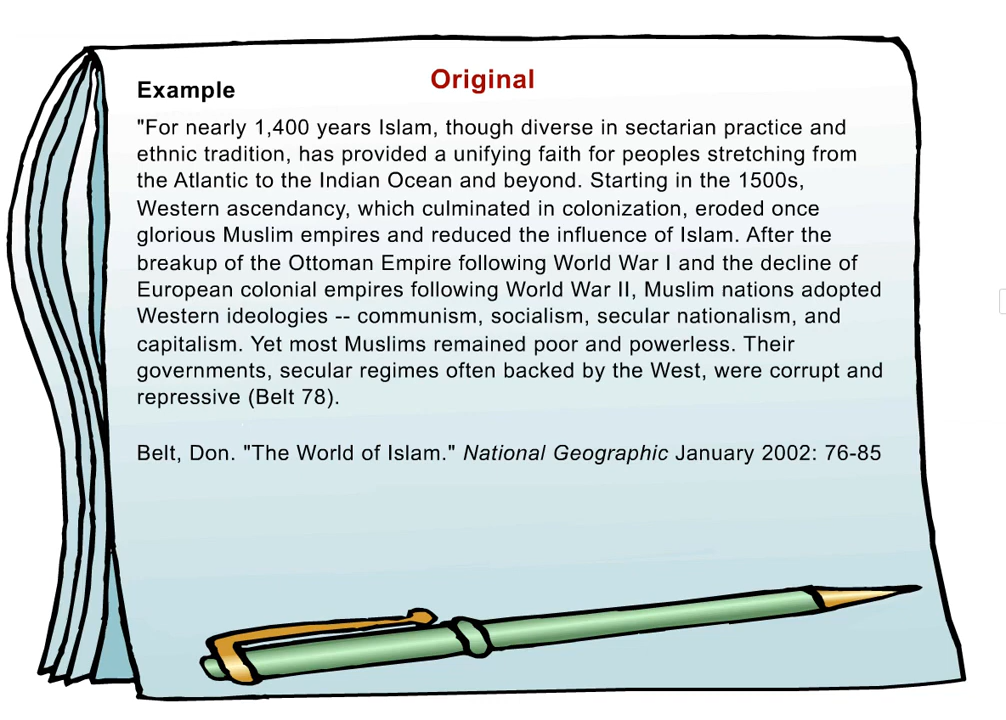 Original
Example
"For nearly 1,400 years Islam, though diverse in sectarian practice and
ethnic tradition, has provided a unifying faith for peoples stretching from
the Atlantic to the Indian Ocean and beyond. Starting in the 1500s,
Western ascendancy, which culminated in colonization, eroded once
glorious Muslim empires and reduced the influence of Islam. After the
breakup of the Ottoman Empire following World War I and the decline of
European colonial empires following World War II, Muslim nations adopted
Western ideologies -- communism, socialism, secular nationalism, and
capitalism. Yet most Muslims remained poor and powerless. Their
governments, secular regimes often backed by the West, were corrupt and
repressive (Belt 78).
Belt, Don. "The World of Islam." National Geographic January 2002: 76-85